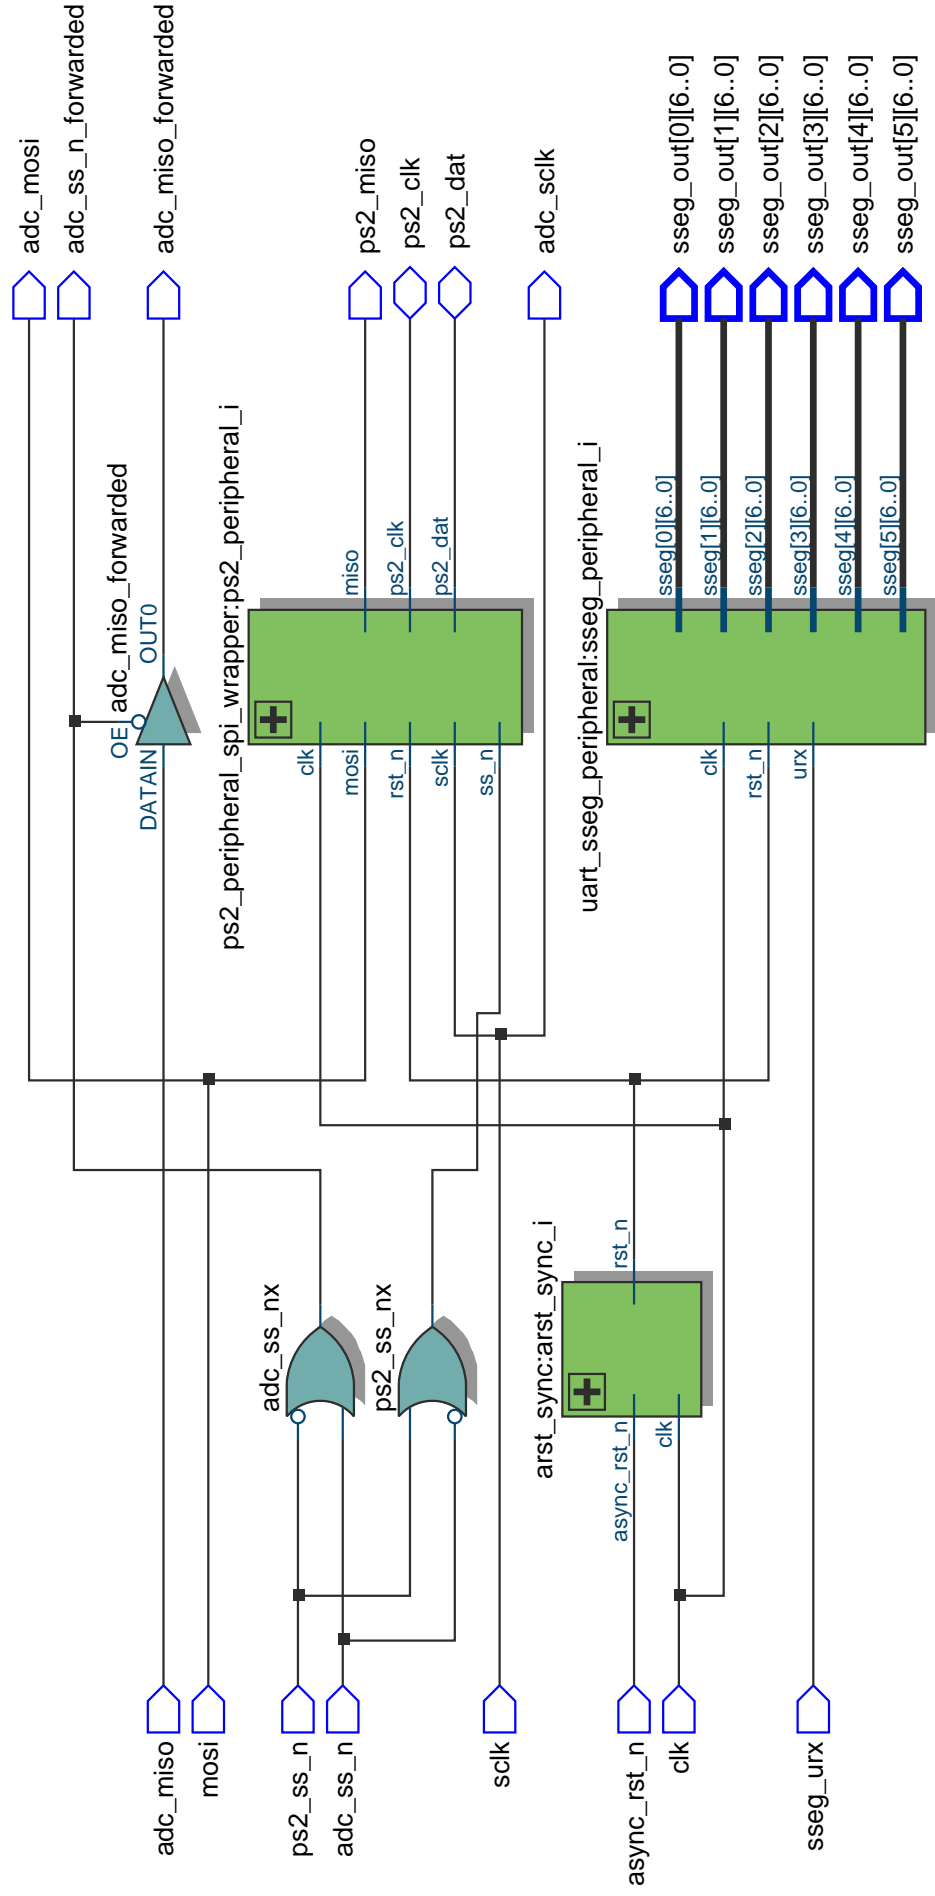 adc_miso
mosi
ps2_ss_n
adc_ss_n
sclk
async_rst_n
clk
sseg_urx
adc_ss_nx
ps2_ss_nx
arst_sync:arst_sync_i
async_rst_n
clk
rst_n
adc_miso_forwarded
OE
DATAIN
OUT0
ps2_peripheral_spi_wrapper:ps2_peripheral_i
clk
mosi
rst_n
sclk
ss_n
miso
ps2_clk
ps2_dat
uart_sseg_peripheral:sseg_peripheral_i
clk
rst_n
urx
sseg[0][6..0]
sseg[1][6..0]
sseg[2][6..0]
sseg[3][6..0]
sseg[4][6..0]
sseg[5][6..0]
adc_mosi
adc_ss_n_forwarded
adc_miso_forwarded
ps2_miso
ps2_clk
ps2_dat
adc_sclk
sseg_out[0][6..0]
sseg_out[1][6..0]
sseg_out[2][6..0]
sseg_out[3][6..0]
sseg_out[4][6..0]
sseg_out[5][6..0]